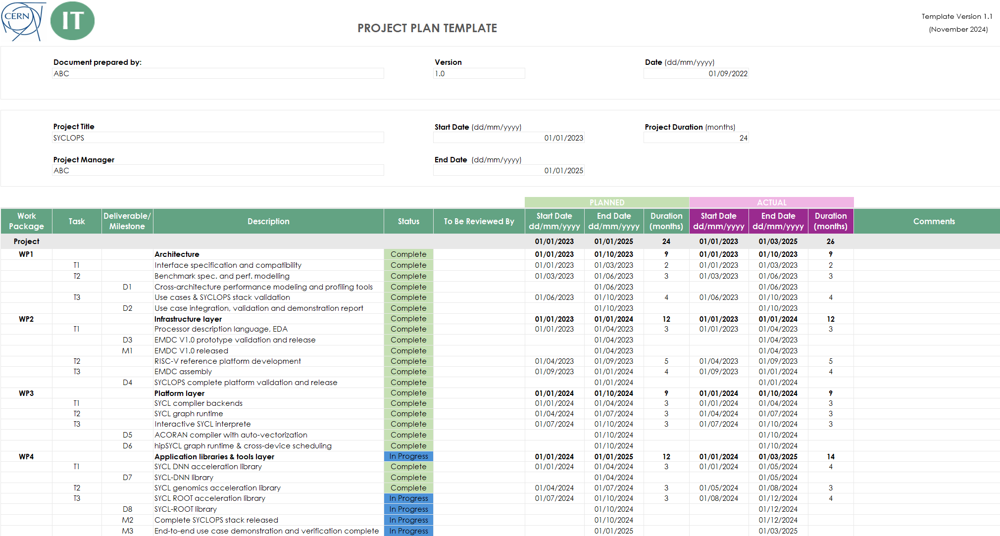 CERN
IT
PROJECT PLAN TEMPLATE
Template Version 1.1
(November 2024)
Document prepared by: Version Date (dd/mm/yyyy)
ABC 1.0 01/09/2022
Project Title Start Date (dd/mm/yyyy) Project Duration (months)
SYCLOPS 01/01/2023 24
Project Manager End Date (dd/mm/yyyy)
ABC 01/01/2025
PLANNED ACTUAL
Work Package Task Deliverable/ Milestone Description Status To Be Reviewed By Start Date dd/mm/yyyy End Date dd/mm/yyyy Duration (months) Start Date dd/mm/yyyy End Date dd/mm/yyyy Duration (months) Comments
Project 01/01/2023 01/01/2025 24 01/01/2023 01/03/2025 26
WP1 Architecture Complete 01/01/2023 01/10/2023 9 01/01/2023 01/10/2023 9
T1 Interface specification and compatibility Complete 01/01/2023 01/03/2023 2 01/01/2023 01/03/2023 2
T2 Benchmark spec. and perf. modelling Complete 01/03/2023 01/06/2023 3 01/03/2023 01/06/2023 3
D1 Cross-architecture performance modeling and profiling tools Complete 01/06/2023 01/06/2023
T3 Use cases & SYCLOPS stack validation Complete 01/06/2023 01/10/2023 4 01/06/2023 01/10/2023 4
D2 Use case integration, validation and demonstration report Complete 01/10/2023 01/10/2023
WP2 Infrastructure layer Complete 01/01/2023 01/01/2024 12 01/01/2023 01/01/2024 12
T1 Processor description language, EDA Complete 01/01/2023 01/04/2023 3 01/01/2023 01/04/2023 3
D3 EMDC V1.0 prototype validation and release Complete 01/04/2023 01/04/2023
M1 EMDC V1.0 released Complete 01/04/2023 01/04/2023
T2 RISC-V reference platform development Complete 01/04/2023 01/09/2023 5 01/04/2023 01/09/2023 5
T3 EMDC assembly Complete 01/09/2023 01/01/2024 4 01/09/2023 01/01/2024 4
D4 SYCLOPS complete platform validation and release Complete 01/01/2024 01/01/2024
WP3 Platform layer Complete 01/01/2024 01/10/2024 9 01/01/2024 01/10/2024 9
T1 SYCL compiler backends Complete 01/01/2024 01/04/2024 3 01/01/2024 01/04/2024 3
T2 SYCL graph runtime Complete 01/04/2024 01/07/2024 3 01/04/2024 01/07/2024 3
T3 Interactive SYCL interprete Complete 01/07/2024 01/10/2024 3 01/07/2024 01/10/2024 3
D5 ACORAN compiler with auto-vectorization Complete 01/10/2024 01/10/2024
D6 hipSYCL graph runtime & cross-device scheduling Complete 01/10/2024 01/10/2024
WP4 Application libraries & tools layer In Progress 01/01/2024 01/01/2025 12 01/01/2024 01/03/2025 14
T1 SYCL DNN acceleration library Complete 01/01/2024 01/04/2024 3 01/01/2024 01/05/2024 4
D7 SYCL-DNN library Complete 01/04/2024 01/05/2024
T2 SYCL genomics acceleration library Complete 01/04/2024 01/07/2024 3 01/05/2024 01/08/2024 3
T3 SYCL ROOT acceleration library In Progress 01/07/2024 01/10/2024 3 01/08/2024 01/12/2024 4
D8 SYCL-ROOT library In Progress 01/10/2024 01/12/2024
M2 Complete SYCLOPS stack released In Progress 01/10/2024 01/12/2024
M3 End-to-end use case demonstration and verification complete In Progress 01/01/2025 01/03/2025